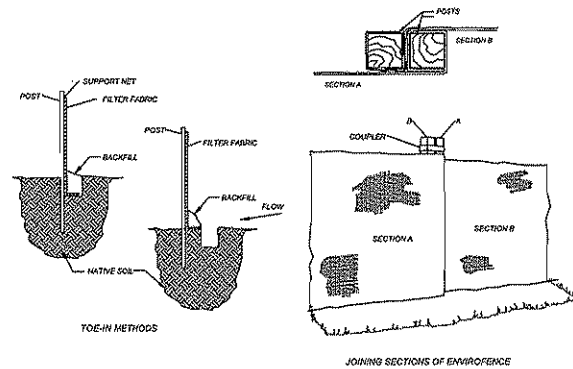 POSTS
SECTION B
SECTION A
SUPPORT NET
POST
FILTER FABRIC
BACKFILL
POST
FILTER FABRIC
BACKFILL
FLOW
NATIVE SOIL
TOE-IN METHODS
B A
COUPLER
SECTION A
SECTION B
JOINING SECTIONS OF ENVIROFENCE